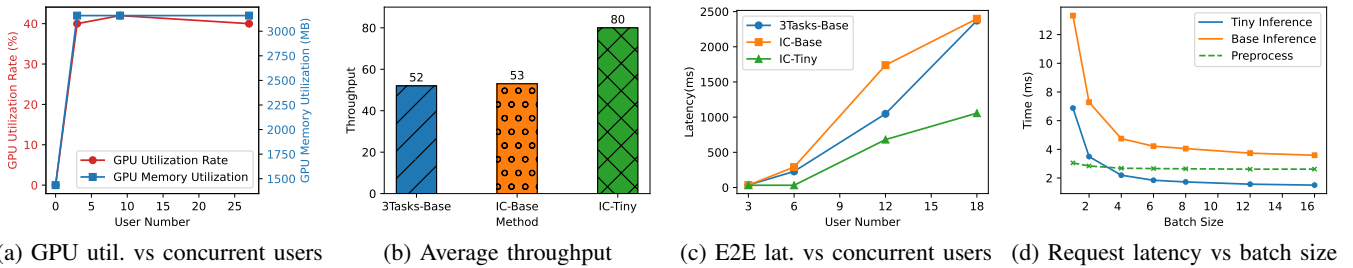 GPU Utilization Rate (%)
40
30
20
10
0
0 5 10 15 20 25
User Number
GPU Utilization Rate
GPU Memory Utilization
3000
2750
2500
2250
2000
1750
1500
GPU Memory Utilization (MB)
(a) GPU util. vs concurrent users
Throughput
80
60
40
20
0
52
53
80
3Tasks-Base IC-Base IC-Tiny
Method
(b) Average throughput
Latency(ms)
2500
2000
1500
1000
500
0
3Tasks-Base
IC-Base
IC-Tiny
3 6 9 12 15 18
User Number
(c) E2E lat. vs concurrent users
Time (ms)
12
10
8
6
4
2
Tiny Inference
Base Inference
Preprocess
2 4 6 8 10 12 14 16
Batch Size
(d) Request latency vs batch size